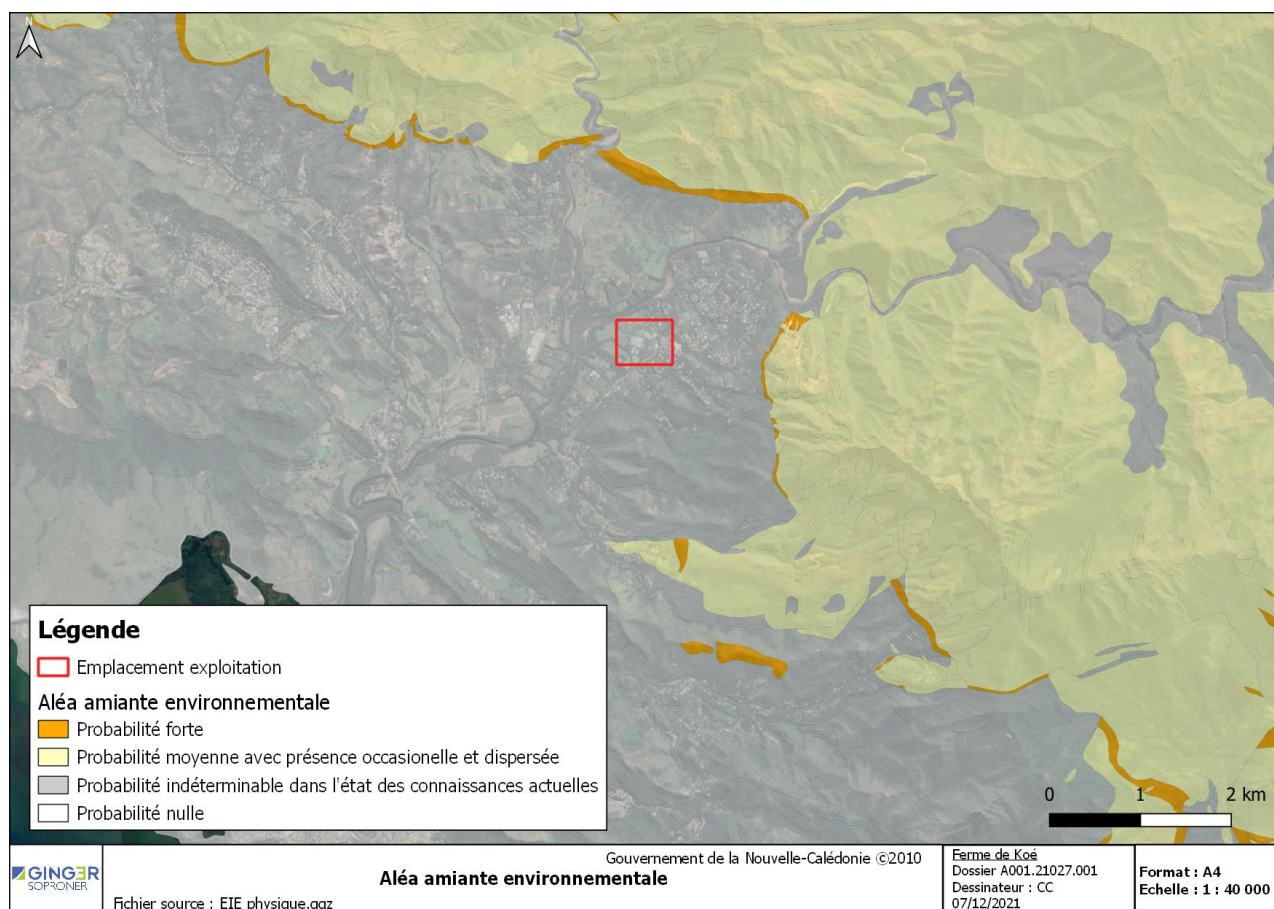 N
Légende
Emplacement exploitation
Aléa amiante environnementale
Probabilité forte
Probabilité moyenne avec présence occasionelle et dispersée
Probabilité indéterminable dans l'état des connaissances actuelles
Probabilité nulle
0 1 2 km
GINGER
SOPRONER
Gouvernement de la Nouvelle-Calédonie ©2010
Aléa amiante environnementale
Fichier source : EIE physique.qgz
Ferme de Koé
Dossier A001.21027.001
Dessinateur : CC
07/12/2021
Format : A4
Echelle : 1 : 40 000